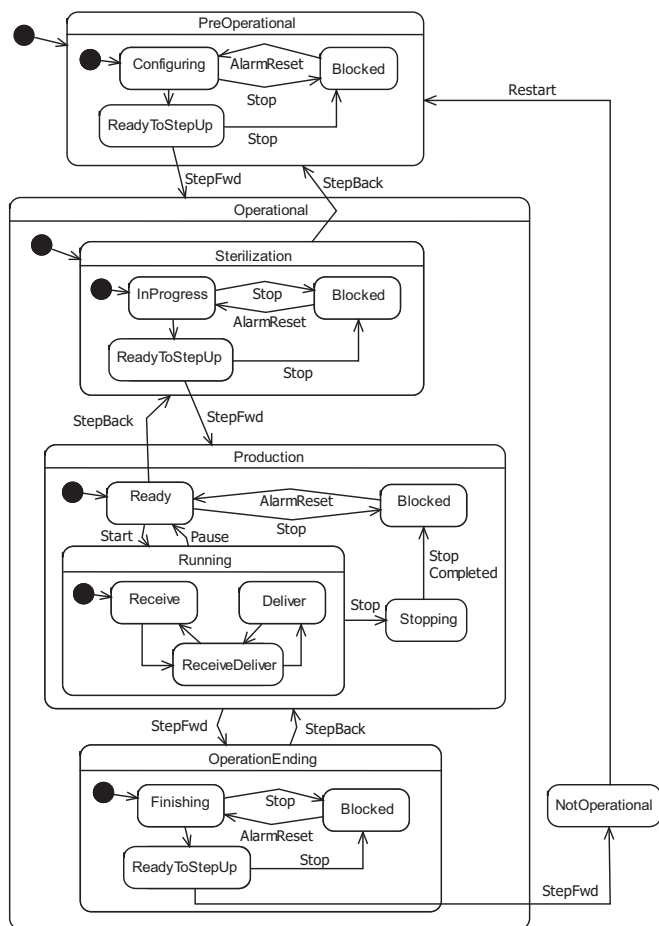 PreOperational
Configuring
AlarmReset
Blocked
Stop
ReadyToStepUp
Stop
Restart
StepFwd
StepBack
Operational
Sterilization
InProgress
Stop
Blocked
AlarmReset
ReadyToStepUp
Stop
StepBack
StepFwd
Production
Ready
AlarmReset
Blocked
Stop
Start
Pause
Running
Stop
Completed
Receive
Deliver
Stop
Stopping
ReceiveDeliver
StepFwd
StepBack
OperationEnding
Finishing
Stop
Blocked
NotOperational
AlarmReset
ReadyToStepUp
Stop
StepFwd